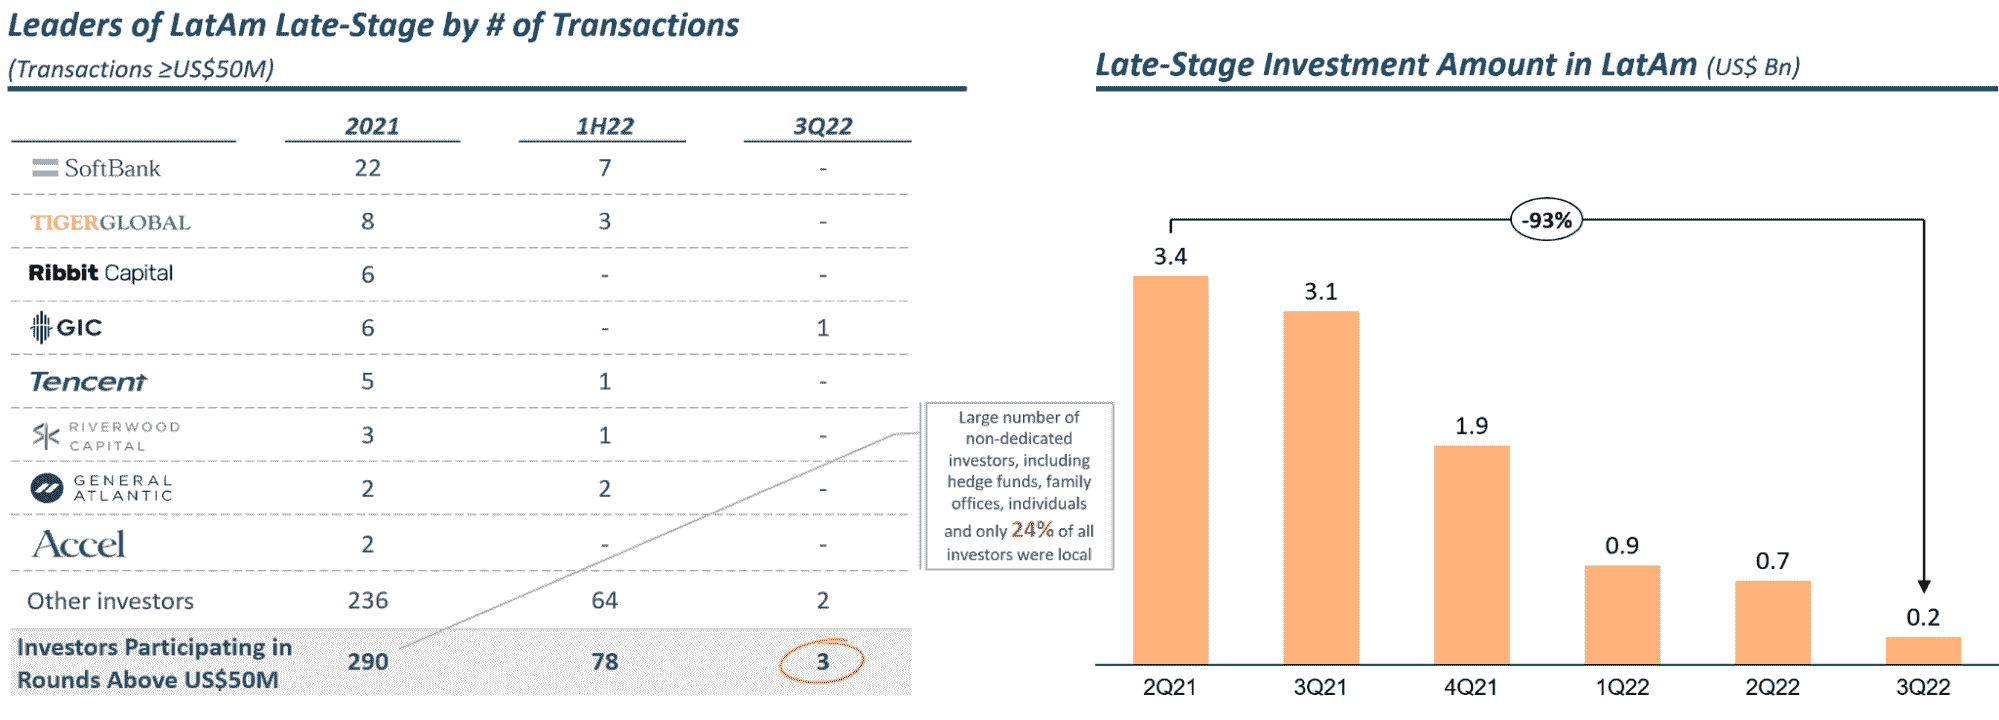 Leaders of LatAm Late-Stage by # of Transactions
(Transactions ≥US$50M)
2021 1H22 3Q22
SoftBank 22 7 -
TIGERGLOBAL 8 3 -
Ribbit Capital 6 - -
GIC 6 - 1
Tencent 5 1 -
RIVERWOOD
CAPITAL 3 1 -
GENERAL
ATLANTIC 2 2 -
Accel 2 - -
Other investors 236 64 2
Investors Participating in
Rounds Above US$50M 290 78 3
Large number of
non-dedicated
investors, including
hedge funds, family
offices, individuals
and only 24% of all
investors were local
Late-Stage Investment Amount in LatAm (US$ Bn)
-93%
3.4
3.1
1.9
0.9
0.7
0.2
2Q21 3Q21 4Q21 1Q22 2Q22 3Q22